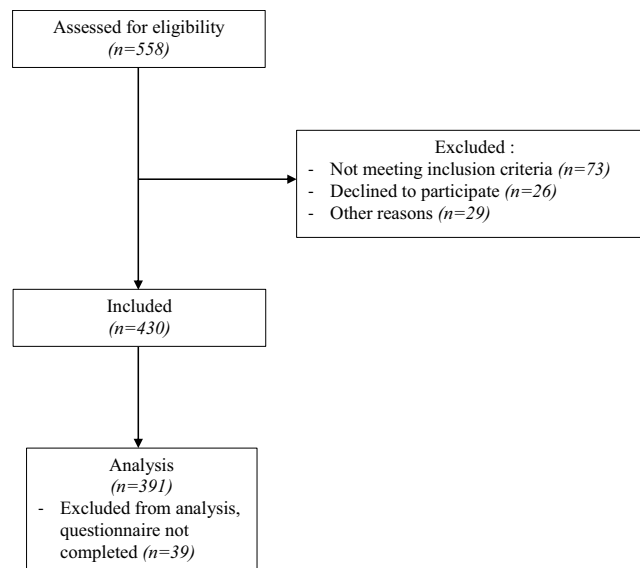 Assessed for eligibility
(n=558)
Excluded :
- Not meeting inclusion criteria (n=73)
- Declined to participate (n=26)
- Other reasons (n=29)
Included
(n=430)
Analysis
(n=391)
- Excluded from analysis,
questionnaire not
completed (n=39)